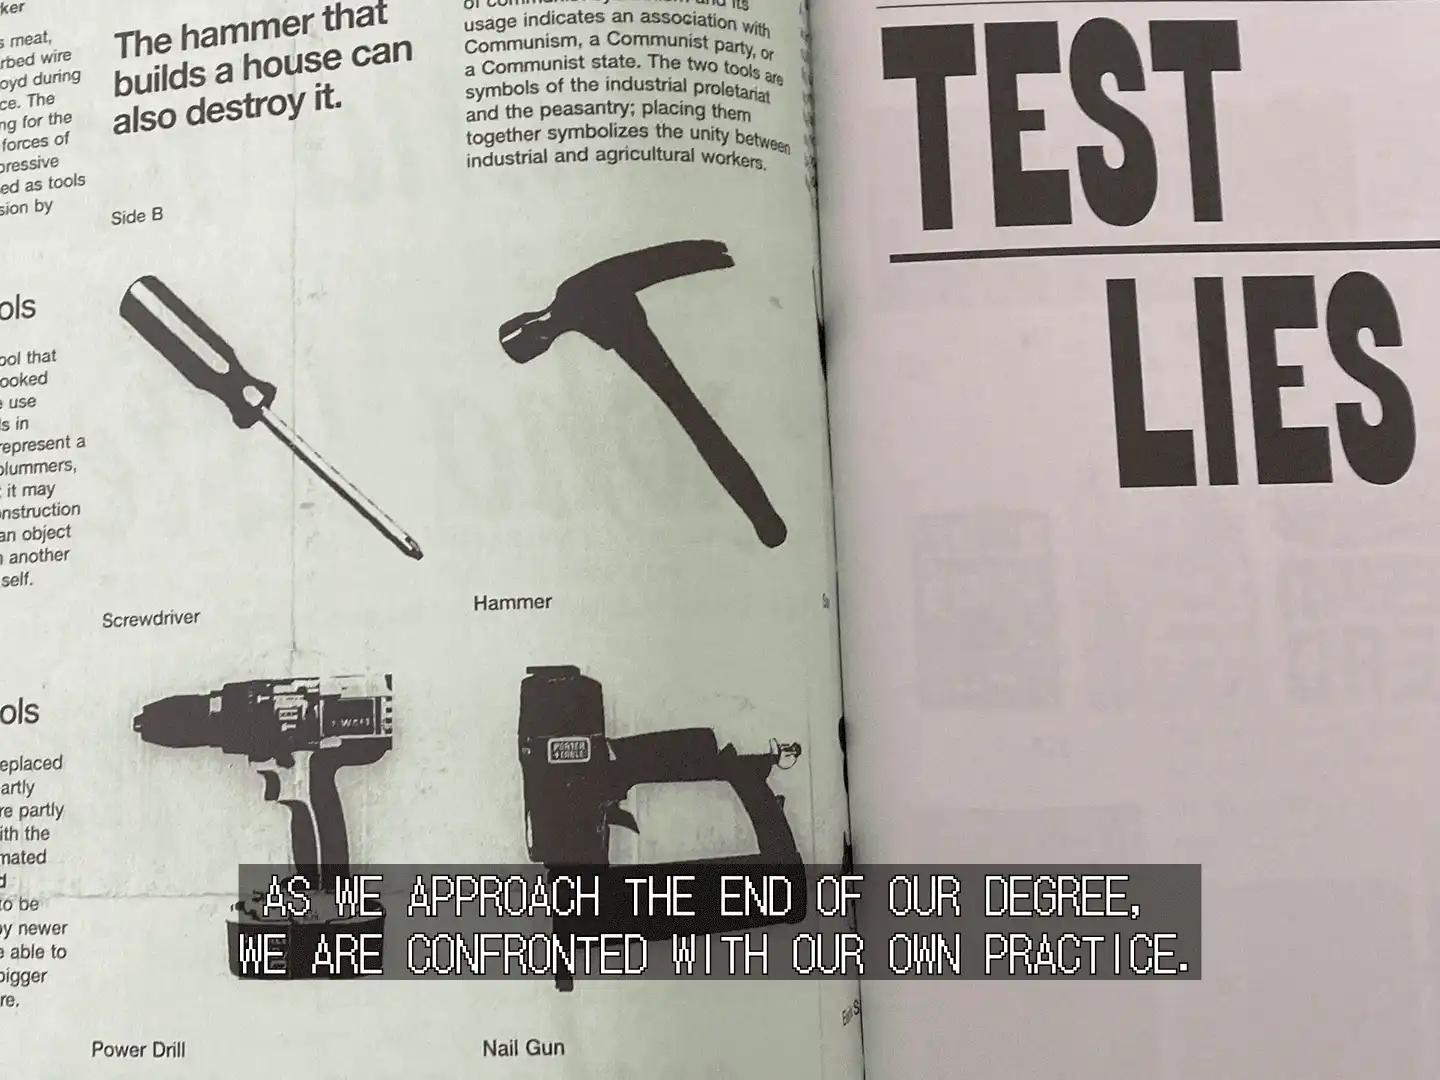 ker
s meat,
rbed wire
oyd during
ce. The
ng for the
forces of
pressive
ed as tools
sion by
ols
ool that
ooked
e use
ls in
represent a
plummers,
t it may
onstruction
an object
n another
self.
ols
eplaced
artly
re partly
ith the
mated
d
to be
by newer
e able to
bigger
re.
The hammer that
builds a house can
also destroy it.
usage indicates an association with
Communism, a Communist party, or
a Communist state. The two tools are
symbols of the industrial proletariat
and the peasantry; placing them
together symbolizes the unity between
industrial and agricultural workers.
Side B
Screwdriver
Hammer
PORTER
+CABLE
Power Drill
Nail Gun
TEST
LIES
AS WE APPROACH THE END OF OUR DEGREE,
WE ARE CONFRONTED WITH OUR OWN PRACTICE.